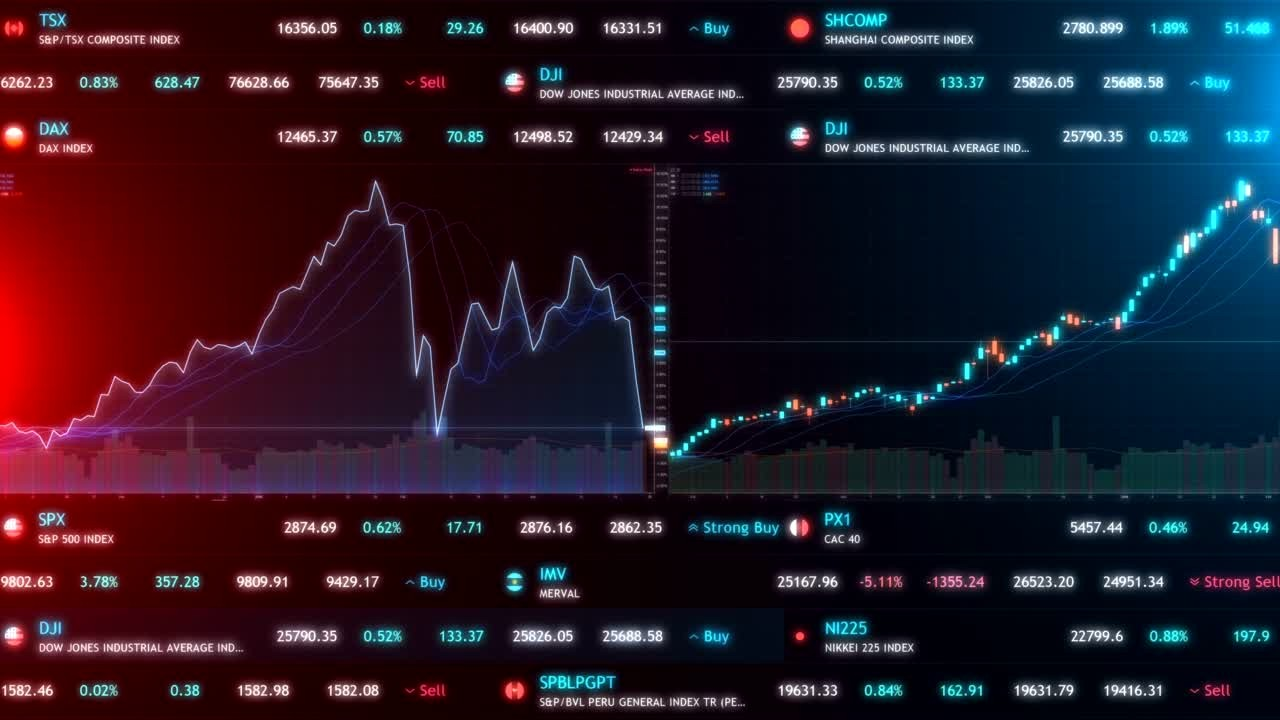 TSX 16356.05 0.18% 29.26 16400.90 16331.51 Buy SHCOMP 2780.899 1.89% 51.408
S&P/TSX COMPOSITE INDEX SHANGHAI COMPOSITE INDEX
6262.23 0.83% 628.47 76628.66 75647.35 Sell DJI 25790.35 0.52% 133.37 25826.05 25688.58 Buy
DOW JONES INDUSTRIAL AVERAGE IND...
DAX 12465.37 0.57% 70.85 12498.52 12429.34 Sell DJI 25790.35 0.52% 133.37
DAX INDEX DOW JONES INDUSTRIAL AVERAGE IND...
SPX 2874.69 0.62% 17.71 2876.16 2862.35 Strong Buy PX1 5457.44 0.46% 24.94
S&P 500 INDEX CAC 40
9802.63 3.78% 357.28 9809.91 9429.17 Buy IMV 25167.96 -5.11% -1355.24 26523.20 24951.34 Strong Sell
MERVAL
DJI 25790.35 0.52% 133.37 25826.05 25688.58 Buy NI225 22799.6 0.88% 197.9
DOW JONES INDUSTRIAL AVERAGE IND... NIKKEI 225 INDEX
1582.46 0.02% 0.38 1582.98 1582.08 Sell SPBLPGPT 19631.33 0.84% 162.91 19631.79 19416.31 Sell
S&P/BVL PERU GENERAL INDEX TR (PE...